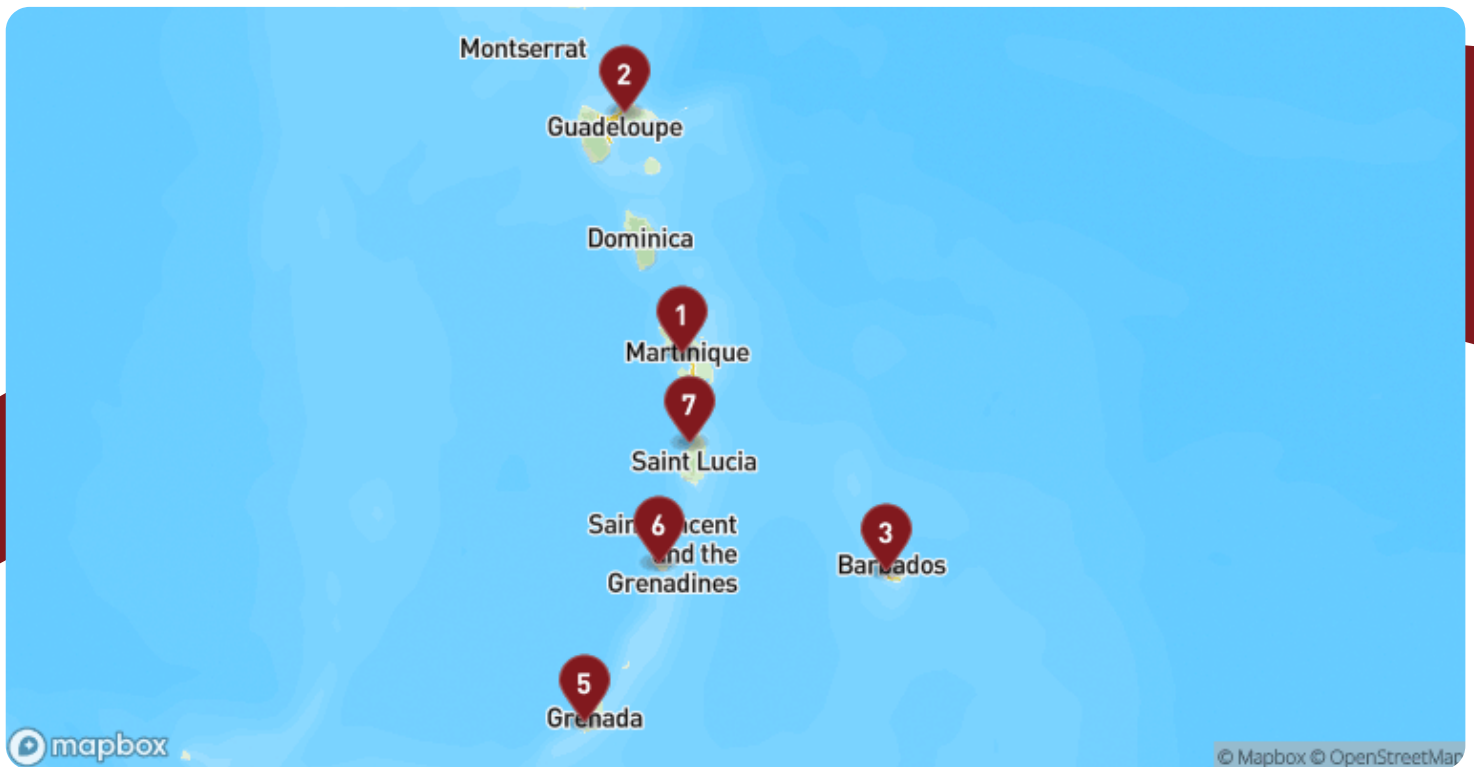 Montserrat
2
Guadeloupe
Dominica
1
Martinique
7
Saint Lucia
6
and the
Grenadines
3
Barbados
5
Grenada
mapbox
© Mapbox © OpenStreetMap